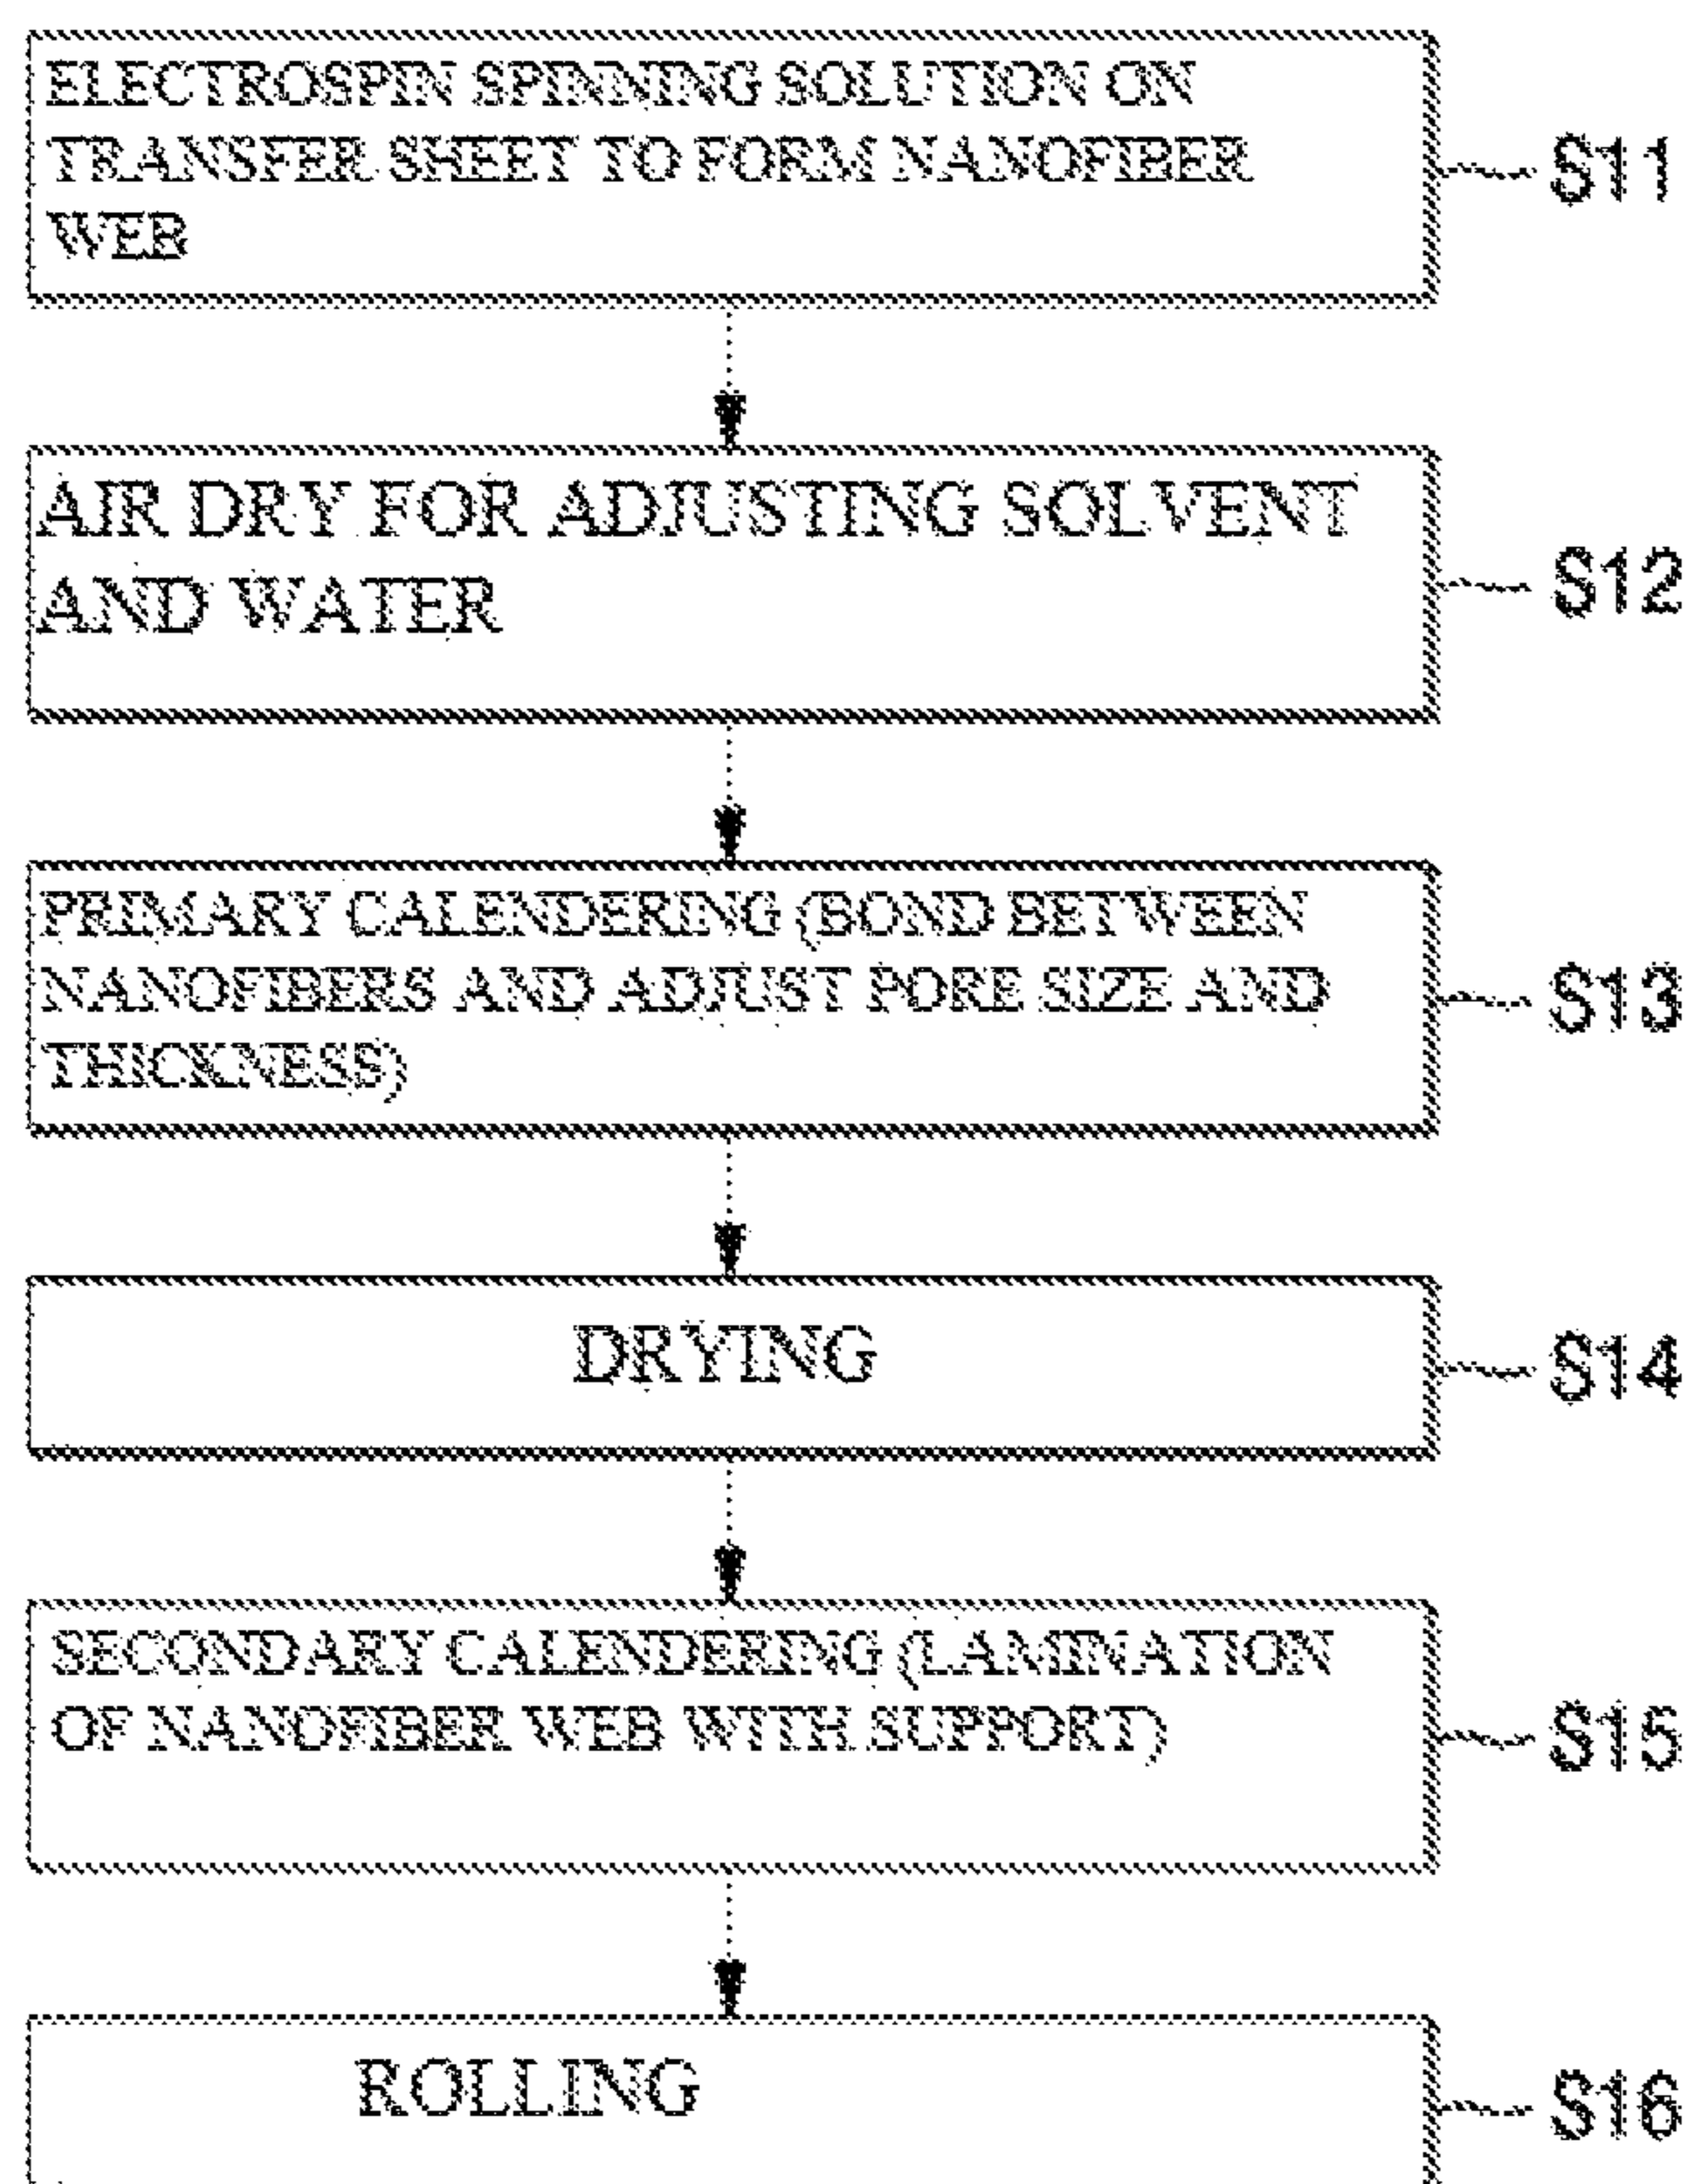 ELECTROSPIN SPINNING SOLUTION ON
TRANSFER SHEET TO FORM NANOFIBER
WEB
S11
AIR DRY FOR ADJUSTING SOLVENT
AND WATER
S12
PRIMARY CALENDERING (BOND BETWEEN
NANOFIBERS AND ADJUST PORE SIZE AND
THICKNESS)
S13
DRYING
S14
SECONDARY CALENDERING (LAMINATION
OF NANOFIBER WEB WITH SUPPORT)
S15
ROLLING
S16